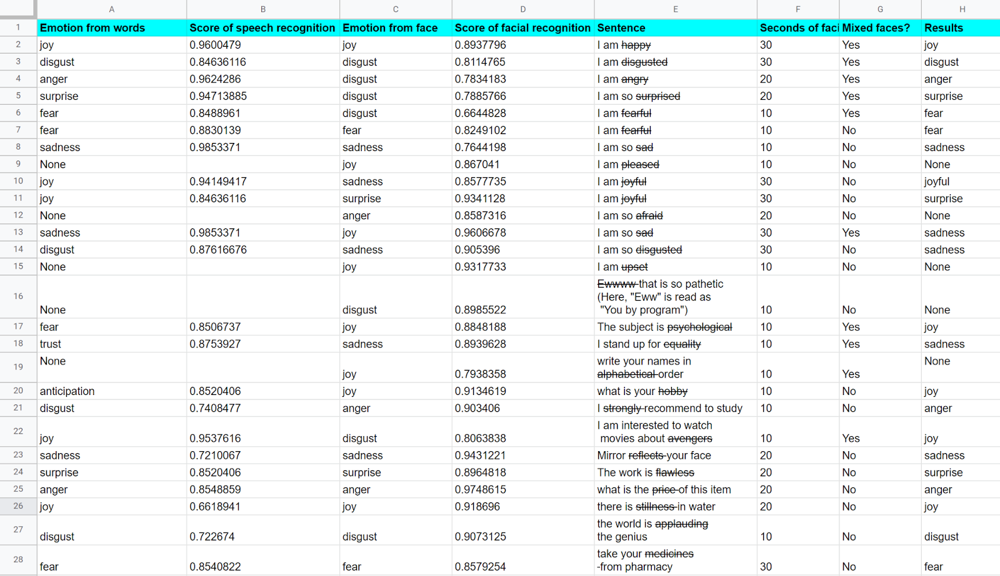 A B C D E F G H
1 Emotion from words Score of speech recognition Emotion from face Score of facial recognition Sentence Seconds of faci Mixed faces? Results
2 joy 0.9600479 joy 0.8937796 I am happy 30 Yes joy
3 disgust 0.84636116 disgust 0.8114765 I am disgusted 30 Yes disgust
4 anger 0.9624286 disgust 0.7834183 I am angry 20 Yes anger
5 surprise 0.94713885 disgust 0.7885766 I am so surprised 20 Yes surprise
6 fear 0.8488961 disgust 0.6644828 I am fearful 10 Yes fear
7 fear 0.8830139 fear 0.8249102 I am fearful 10 No fear
8 sadness 0.9853371 sadness 0.7644198 I am so sad 10 No sadness
9 None joy 0.867041 I am pleased 10 No None
10 joy 0.94149417 sadness 0.8577735 I am joyful 30 No joyful
11 joy 0.84636116 surprise 0.9341128 I am joyful 30 No surprise
12 None anger 0.8587316 I am so afraid 20 No None
13 sadness 0.9853371 joy 0.9606678 I am so sad 30 Yes sadness
14 disgust 0.87616676 sadness 0.905396 I am so disgusted 30 No sadness
15 None joy 0.9317733 I am upset 10 No None
Ewwww that is so pathetic
16 (Here, "Eww" is read as
None disgust 0.8985522 "You by program") 10 No None
17 fear 0.8506737 joy 0.8848188 The subject is psychological 10 Yes joy
18 trust 0.8753927 sadness 0.8939628 I stand up for equality 10 Yes sadness
None write your names in None
19 joy 0.7938358 alphabetical order 10 Yes
20 anticipation 0.8520406 joy 0.9134619 what is your hobby 10 No joy
21 disgust 0.7408477 anger 0.903406 I strongly recommend to study 10 No anger
22 I am interested to watch
joy 0.9537616 disgust 0.8063838 movies about avengers 10 Yes joy
23 sadness 0.7210067 sadness 0.9431221 Mirror reflects your face 20 No sadness
24 surprise 0.8520406 surprise 0.8964818 The work is flawless 20 No surprise
25 anger 0.8548859 anger 0.9748615 what is the price of this item 20 No anger
26 joy 0.6618941 joy 0.918696 there is stillness in water 20 No joy
27 the world is applauding
disgust 0.722674 disgust 0.9073125 the genius 10 No disgust
28 take your medicines
fear 0.8540822 fear 0.8579254 -from pharmacy 30 No fear